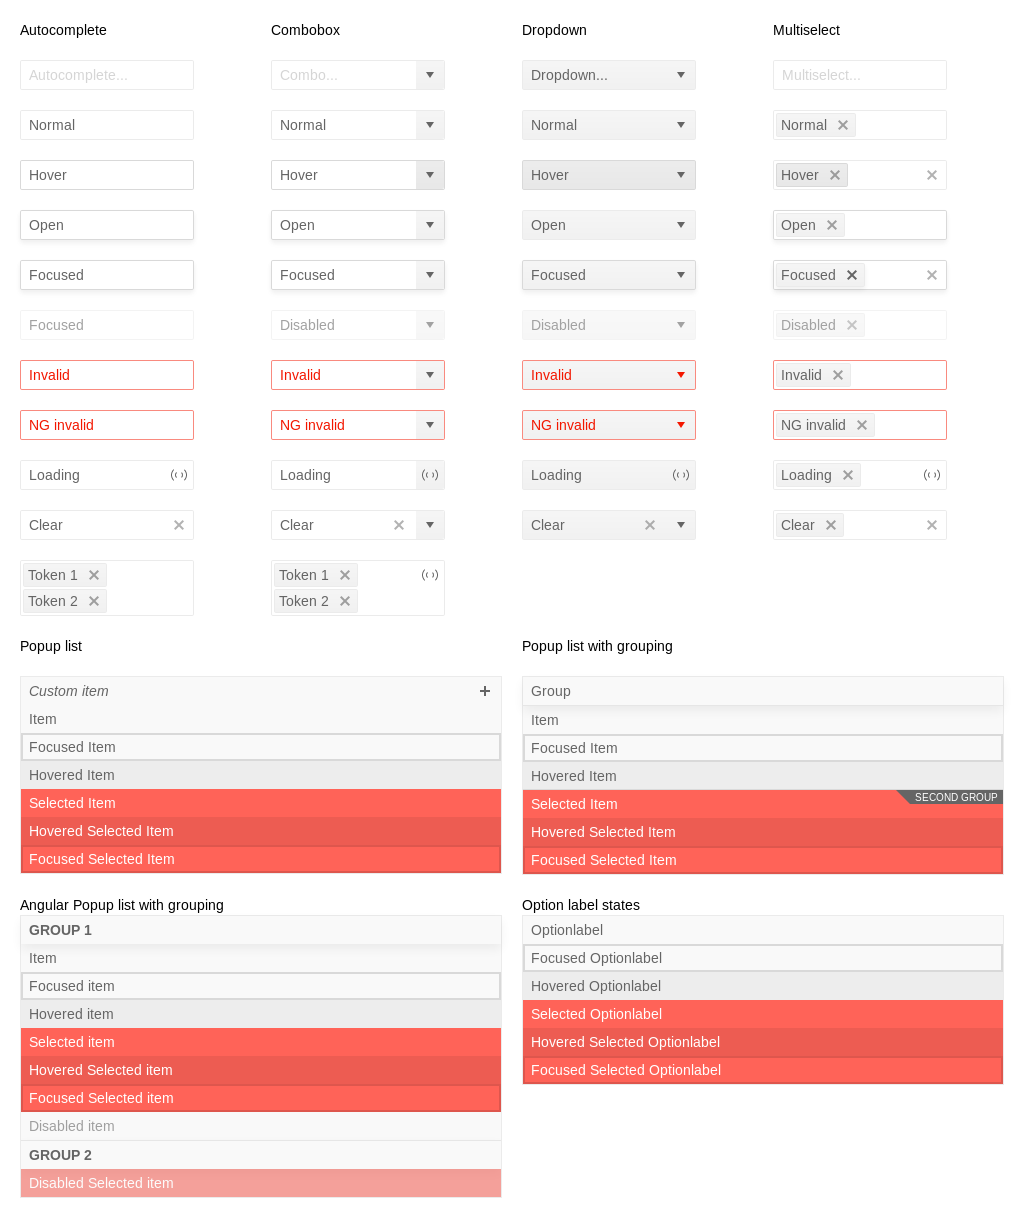 Autocomplete Combobox Dropdown Multiselect
Autocomplete... Combo... Dropdown... Multiselect...
Normal Normal Normal Normal
Hover Hover Hover Hover
Open Open Open Open
Focused Focused Focused Focused
Focused Disabled Disabled Disabled
Invalid Invalid Invalid Invalid
NG invalid NG invalid NG invalid NG invalid
Loading Loading Loading Loading
Clear Clear Clear Clear
Token 1 Token 1
Token 2 Token 2
Popup list
Custom item
Item
Focused Item
Hovered Item
Selected Item
Hovered Selected Item
Focused Selected Item
Popup list with grouping
Group
Item
Focused Item
Hovered Item
Selected Item SECOND GROUP
Hovered Selected Item
Focused Selected Item
Angular Popup list with grouping
GROUP 1
Item
Focused item
Hovered item
Selected item
Hovered Selected item
Focused Selected item
Disabled item
GROUP 2
Disabled Selected item
Option label states
Optionlabel
Focused Optionlabel
Hovered Optionlabel
Selected Optionlabel
Hovered Selected Optionlabel
Focused Selected Optionlabel